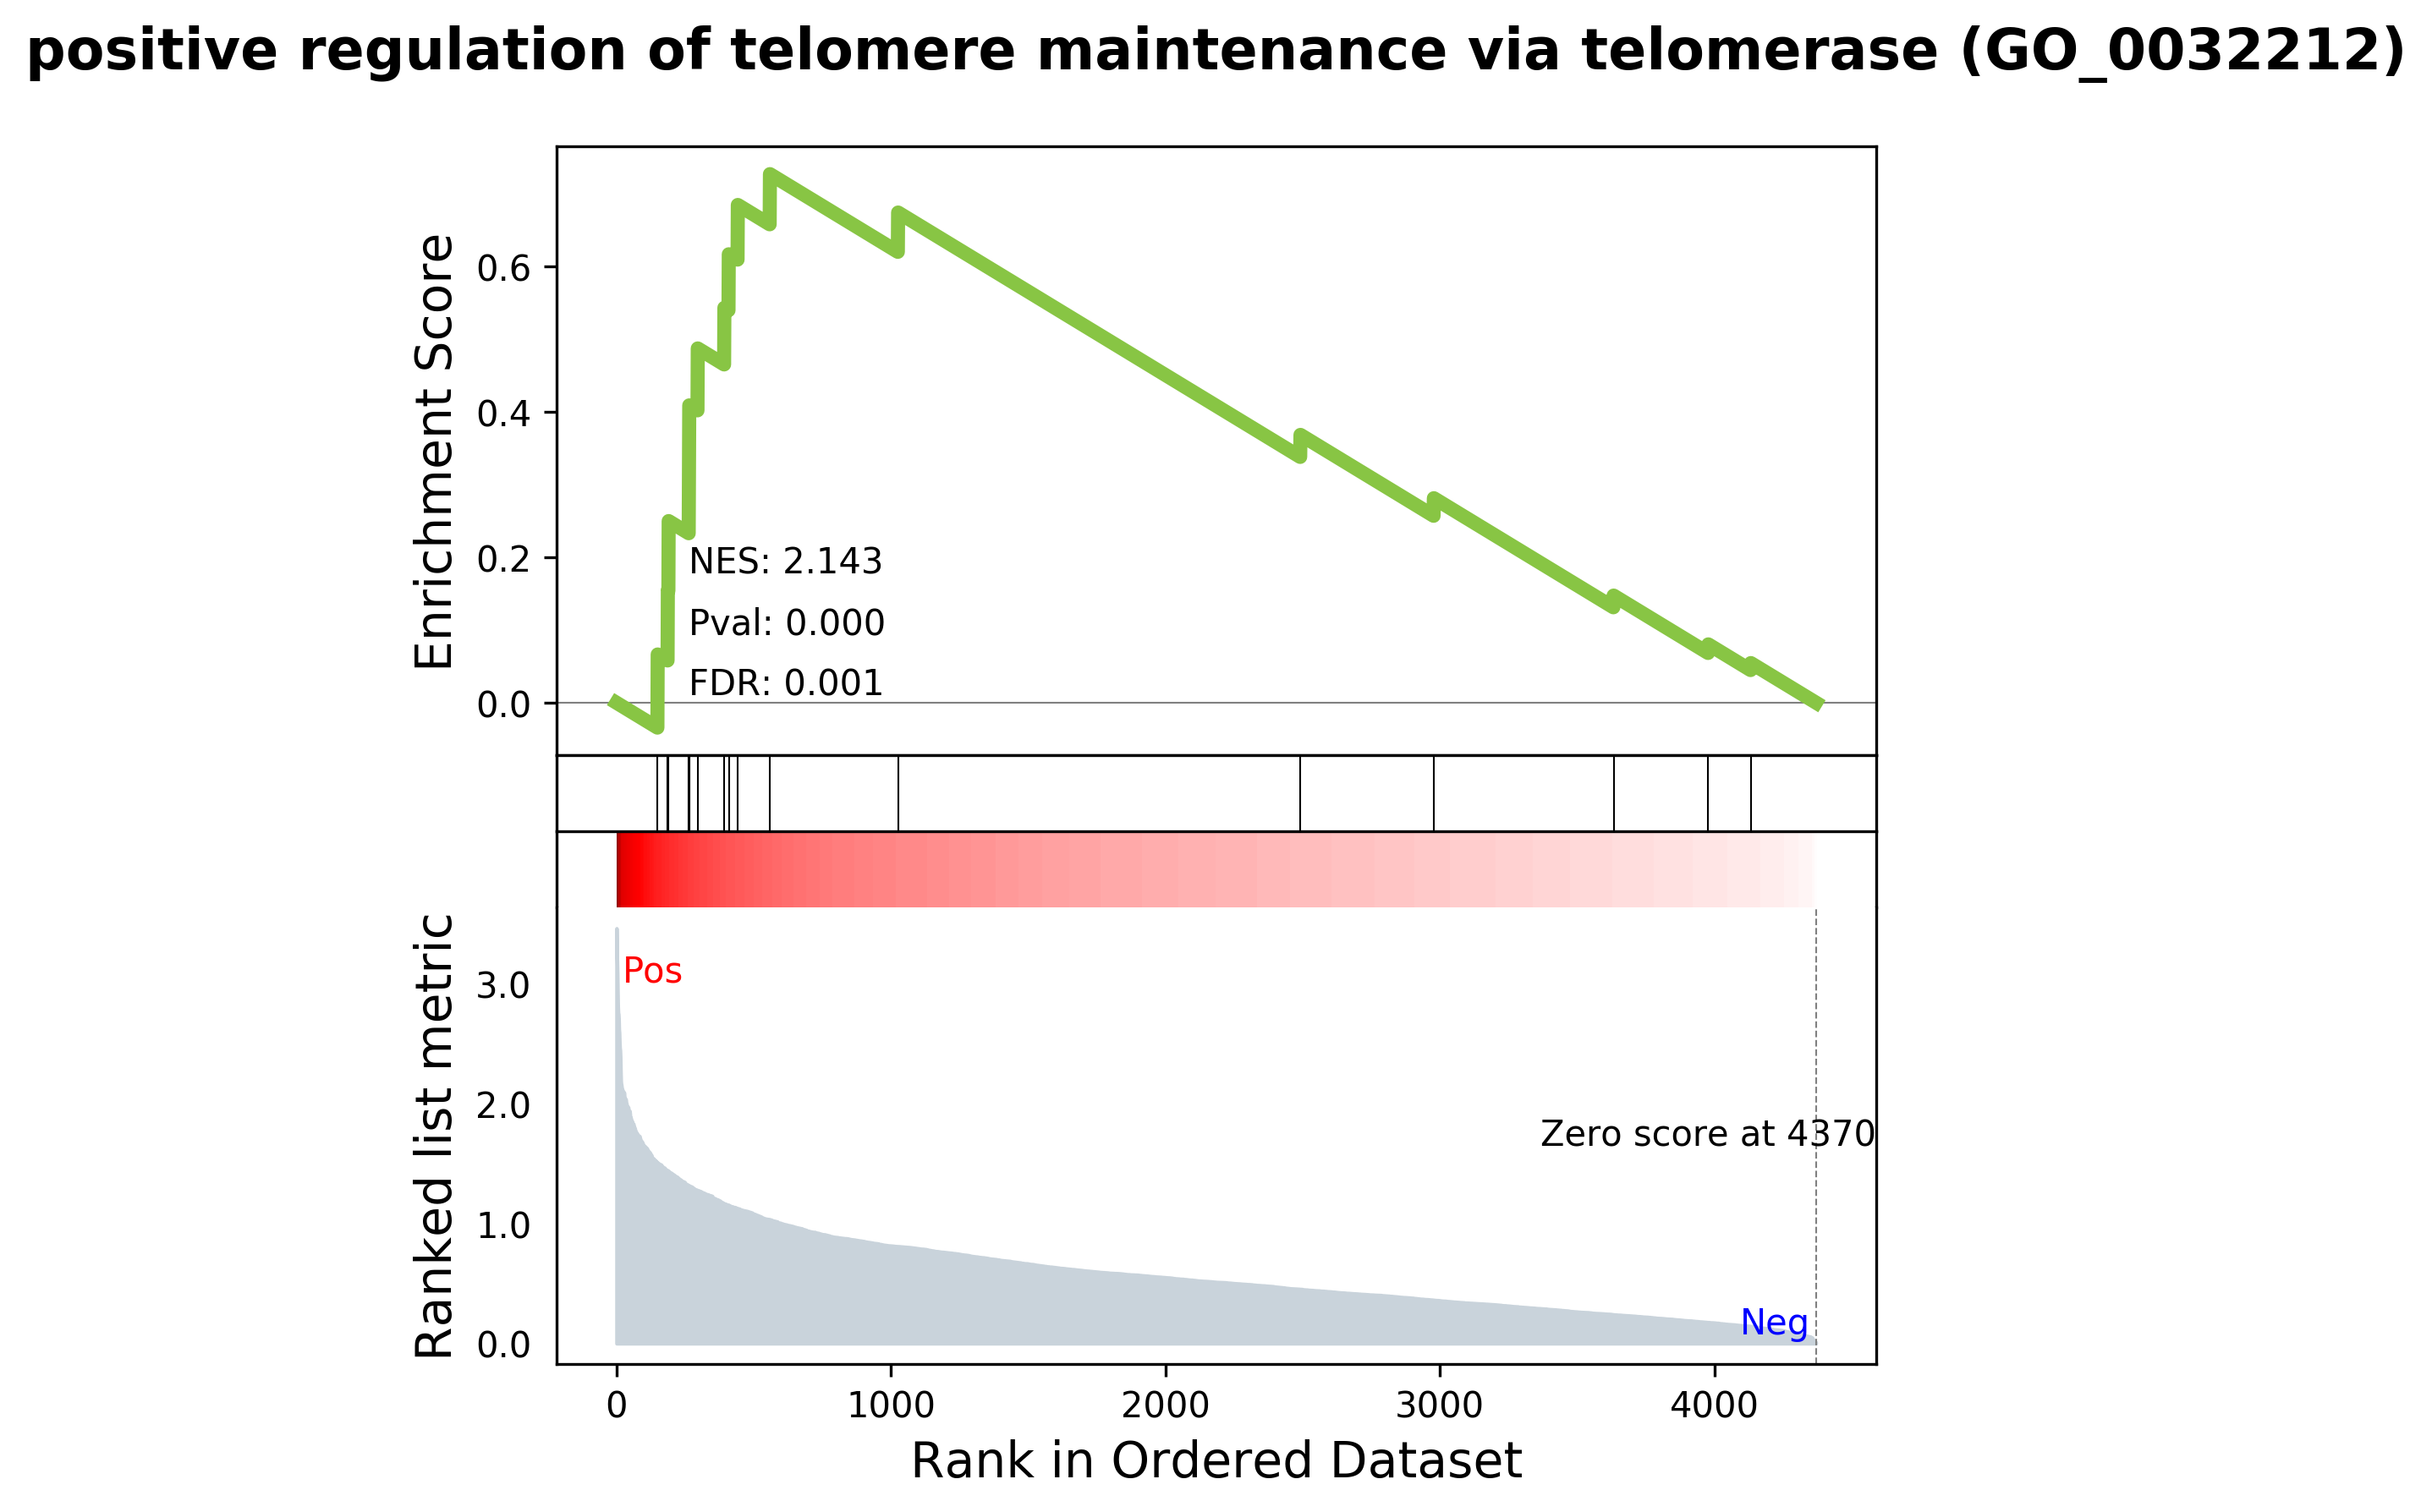 positive regulation of telomere maintenance via telomerase (GO_0032212)
Enrichment Score
0.6
0.4
0.2
0.0
NES: 2.143
Pval: 0.000
FDR: 0.001
Ranked list metric
3.0
2.0
1.0
0.0
Pos
Zero score at 4370
Neg
0 1000 2000 3000 4000
Rank in Ordered Dataset